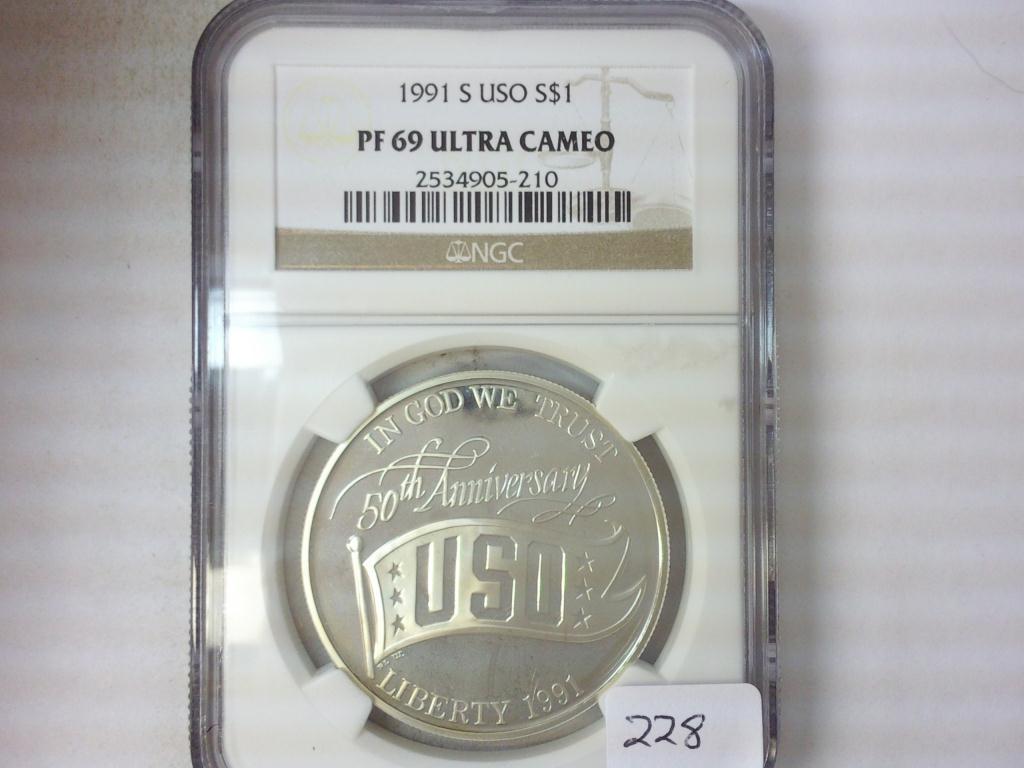 1991 S USO S$1
PF 69 ULTRA CAMEO
2534905-210
NGC
IN GOD WE TRUST
50th Anniversary
USO
LIBERTY 1991
228